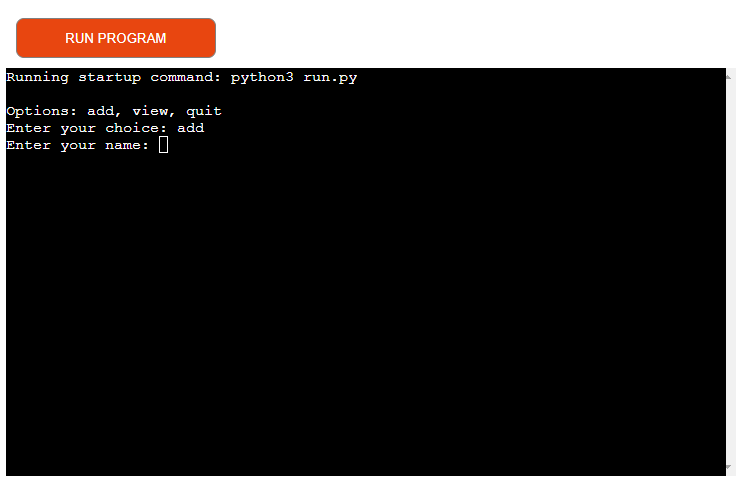 RUN PROGRAM
Running startup command: python3 run.py
Options: add, view, quit
Enter your choice: add
Enter your name: